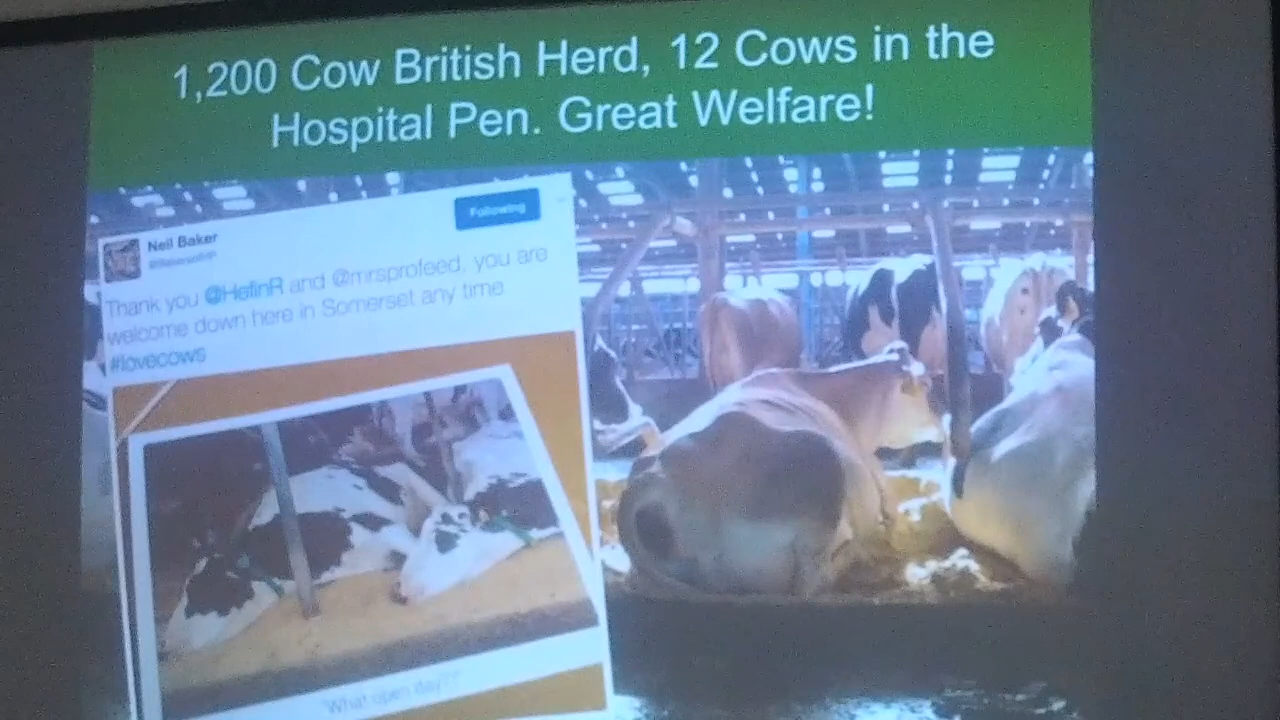 1,200 Cow British Herd, 12 Cows in the
Hospital Pen. Great Welfare!
Following
Neil Baker
Thank you @HefinR and @mrsprofeed, you are
welcome down here in Somerset any time
#lovecows
"What open day??"